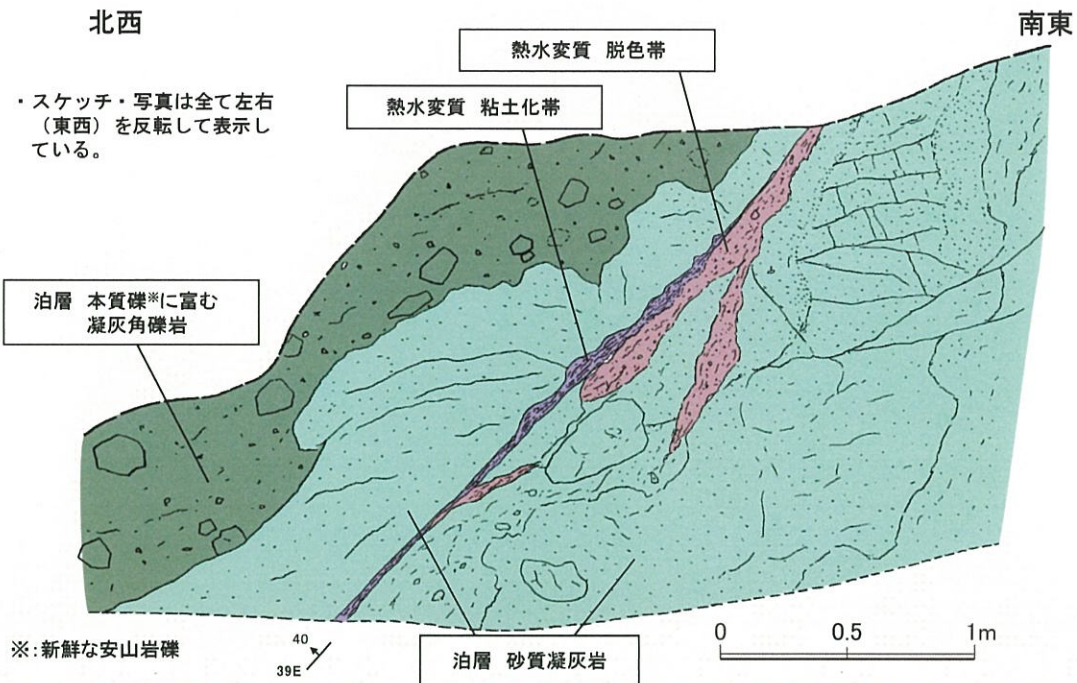 北西
南東
・スケッチ・写真は全て左右
（東西）を反転して表示し
ている。
熱水変質 脱色帯
熱水変質 粘土化帯
泊層 本質礫※に富む
凝灰角礫岩
※：新鮮な安山岩礫
40
39E
泊層 砂質凝灰岩
0 0.5 1m